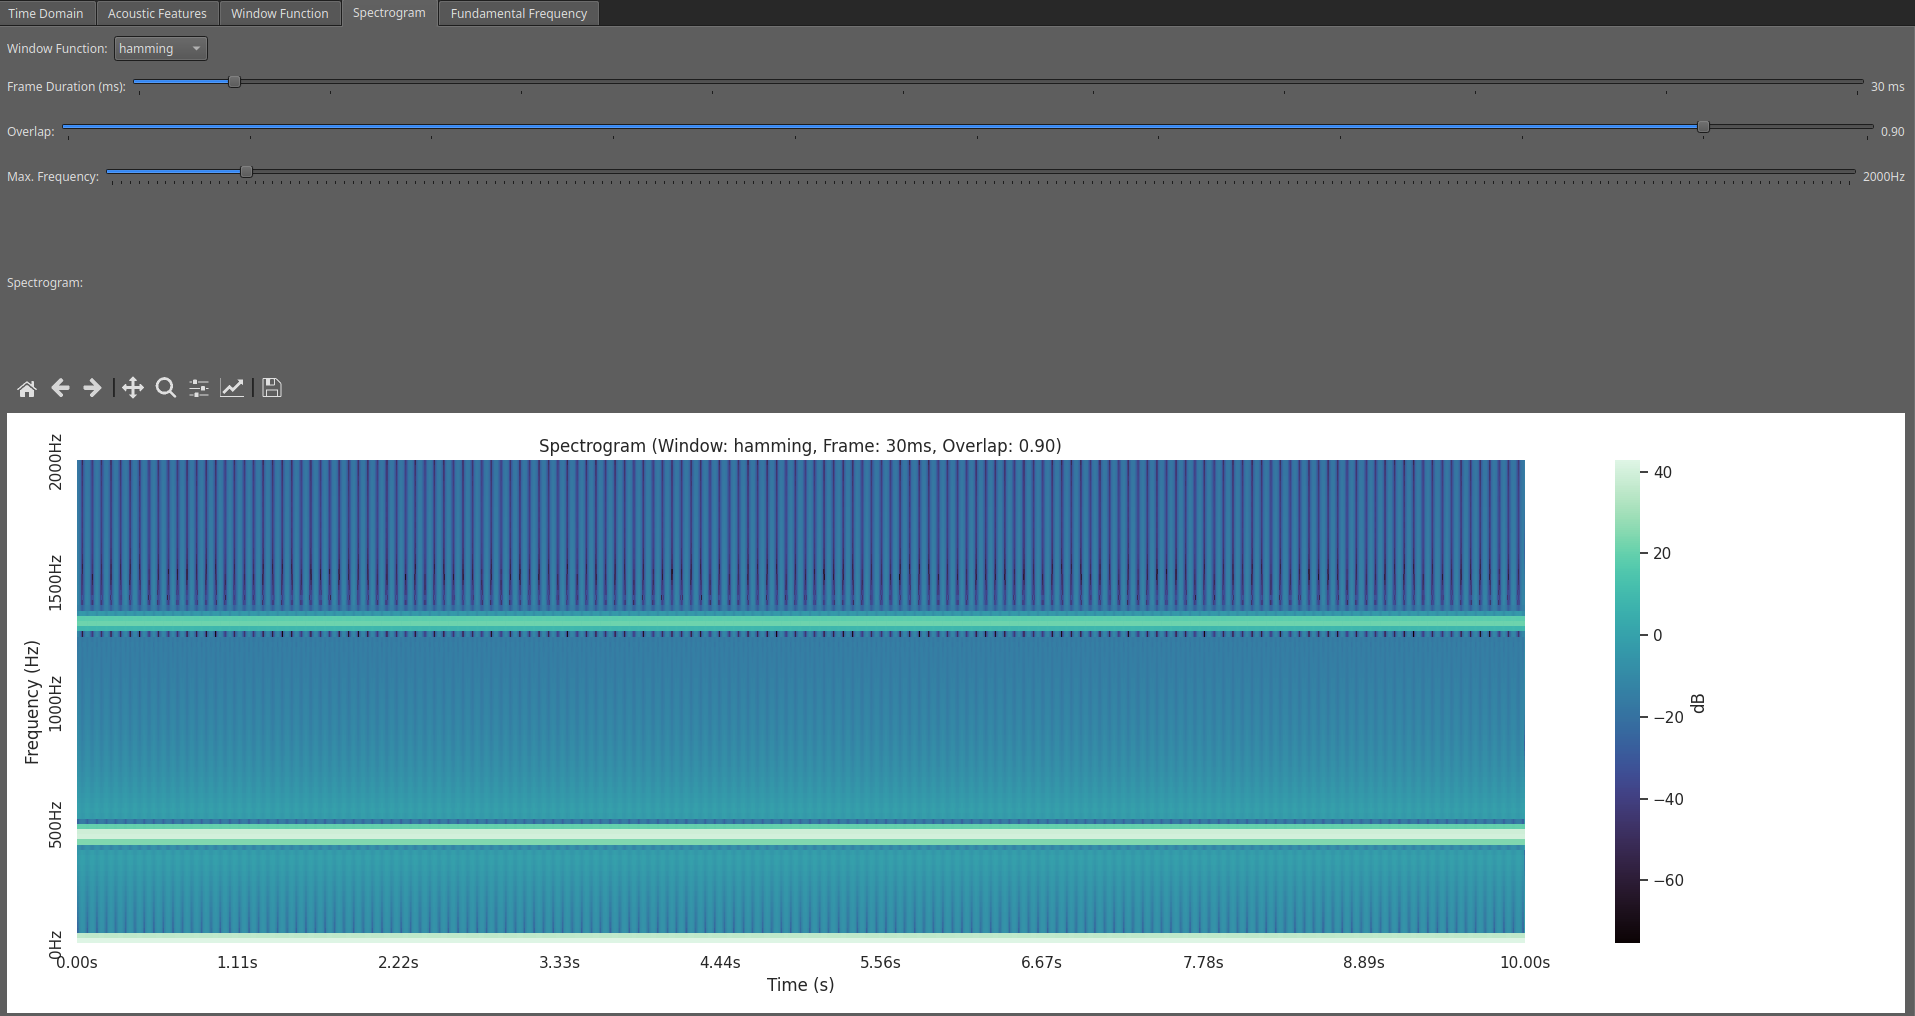 Time Domain Acoustic Features Window Function Spectrogram Fundamental Frequency
Window Function: hamming
Frame Duration (ms): 30 ms
Overlap: 0.90
Max. Frequency: 2000Hz
Spectrogram:
Spectrogram (Window: hamming, Frame: 30ms, Overlap: 0.90)
2000Hz
1500Hz
1000Hz
500Hz
0Hz
Frequency (Hz)
0.00s 1.11s 2.22s 3.33s 4.44s 5.56s 6.67s 7.78s 8.89s 10.00s
Time (s)
40
20
0
−20
−40
−60
dB